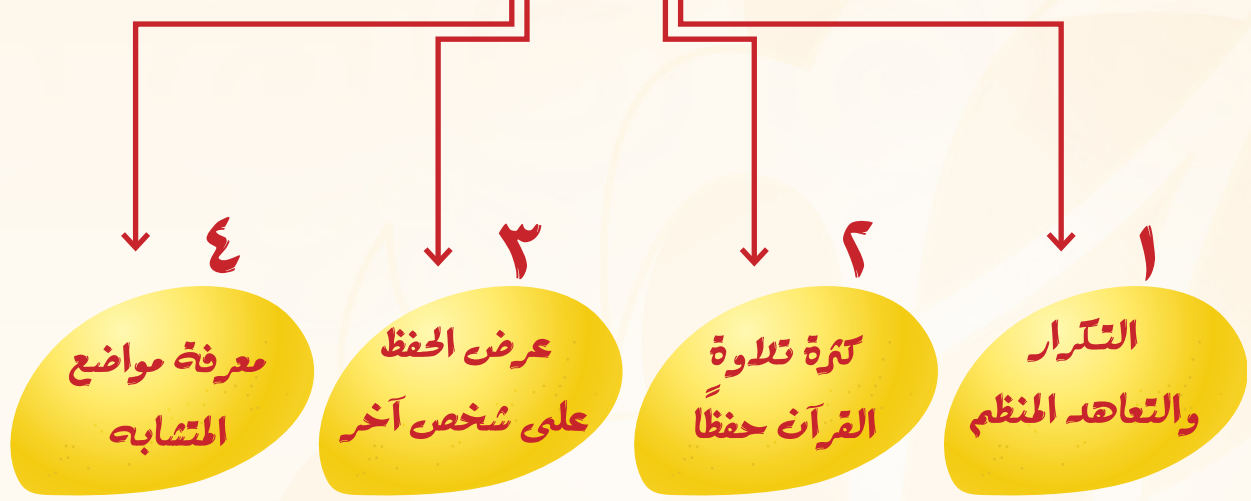 ١
التكرار
والتعاهد المنظم
٢
كثرة تلاوة
القرآن حفظًا
٣
عرض الحفظ
على شخص آخر
٤
معرفة مواضع
المتشابه